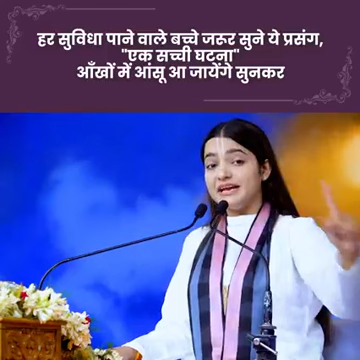 हर सुविधा पाने वाले बच्चे जरूर सुने ये प्रसंग,
"एक सच्ची घटना"
आँखों में आंसू आ जायेंगे सुनकर